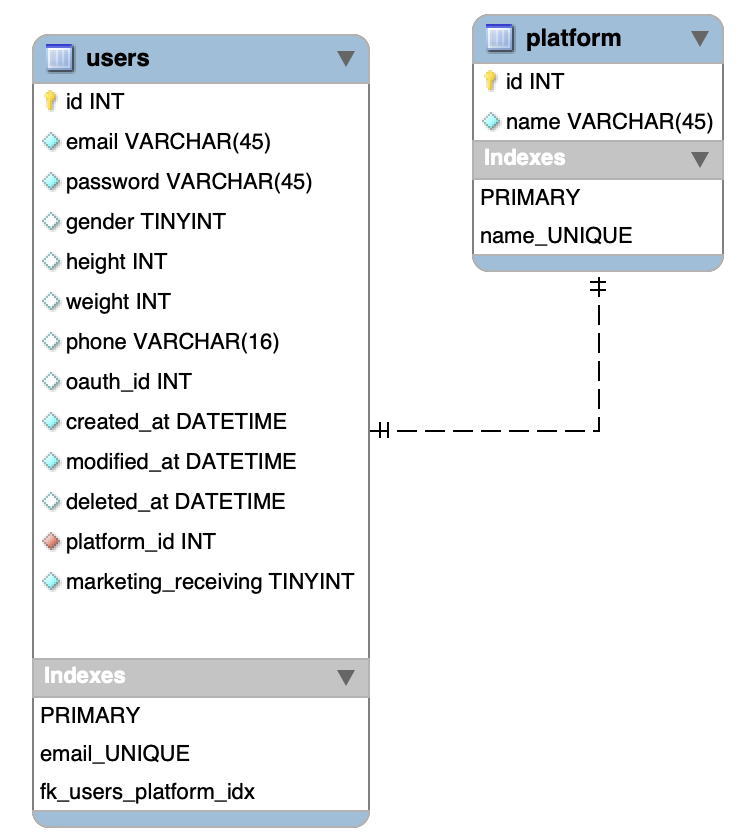 users
id INT
email VARCHAR(45)
password VARCHAR(45)
gender TINYINT
height INT
weight INT
phone VARCHAR(16)
oauth_id INT
created_at DATETIME
modified_at DATETIME
deleted_at DATETIME
platform_id INT
marketing_receiving TINYINT
Indexes
PRIMARY
email_UNIQUE
fk_users_platform_idx
platform
id INT
name VARCHAR(45)
Indexes
PRIMARY
name_UNIQUE